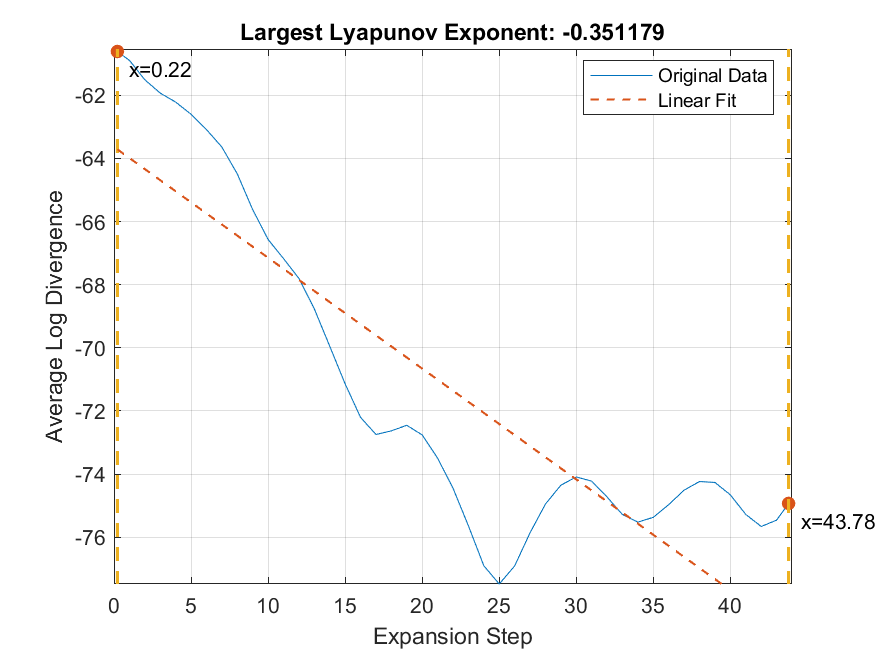 Largest Lyapunov Exponent: -0.351179
x=0.22
Original Data
Linear Fit
-62
-64
-66
-68
-70
-72
-74
-76
Average Log Divergence
x=43.78
0 5 10 15 20 25 30 35 40
Expansion Step